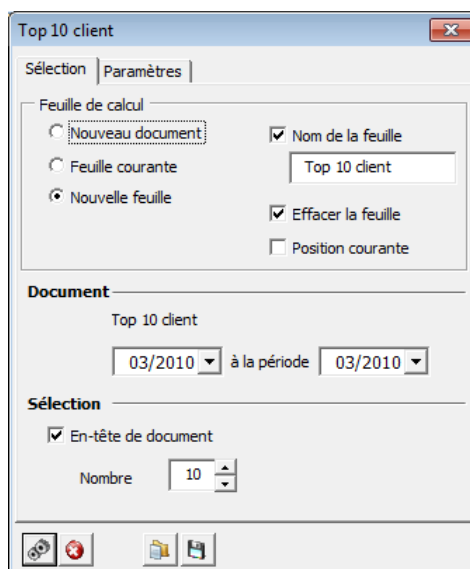 Top 10 client
Sélection Paramètres
Feuille de calcul
Nouveau document
Nom de la feuille
Feuille courante
Top 10 client
Nouvelle feuille
Effacer la feuille
Position courante
Document
Top 10 client
03/2010 à la période 03/2010
Sélection
En-tête de document
Nombre 10